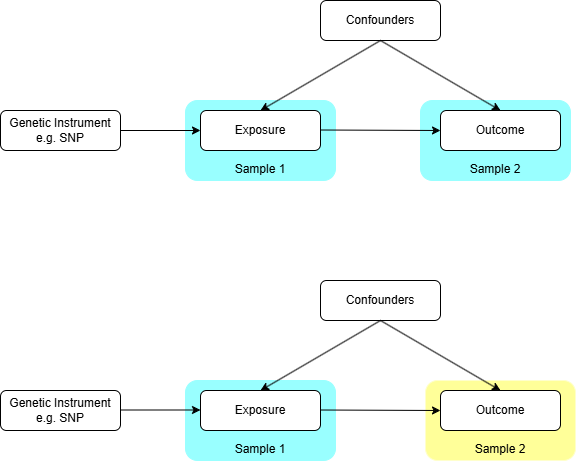 Confounders
Genetic Instrument
e.g. SNP
Exposure
Outcome
Sample 1
Sample 2
Confounders
Genetic Instrument
e.g. SNP
Exposure
Outcome
Sample 1
Sample 2